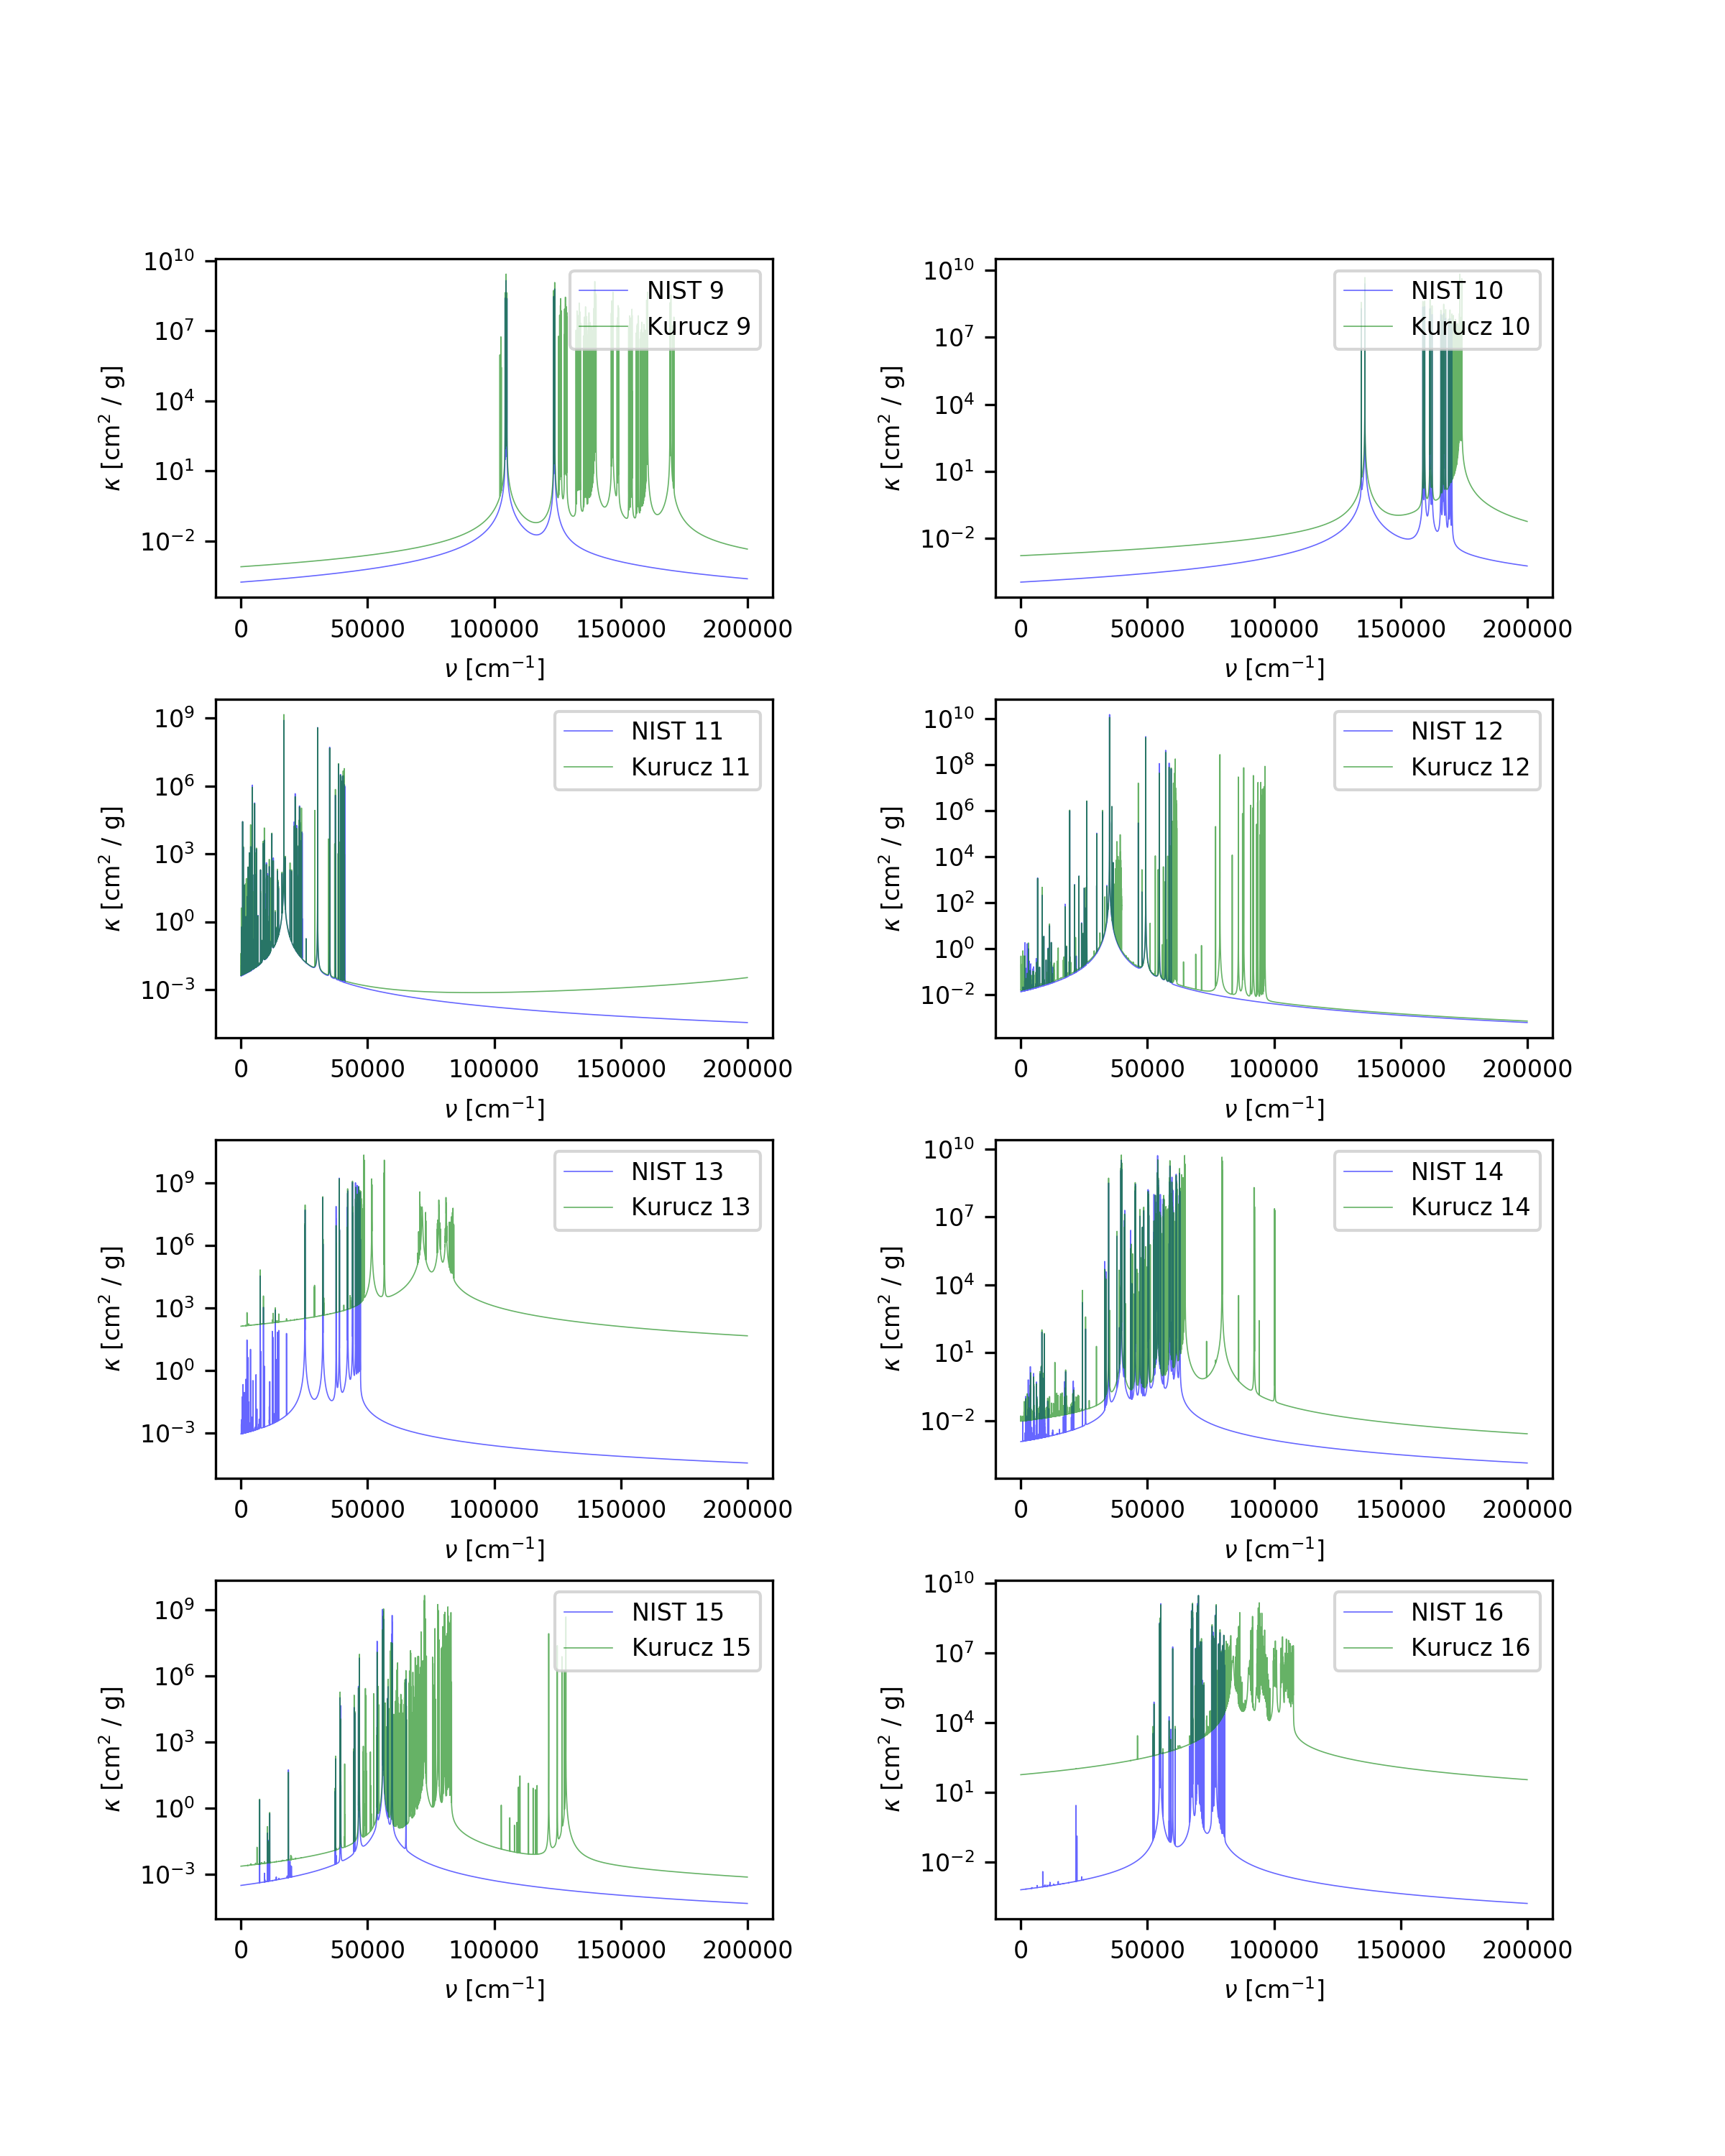 10^10
10^7
10^4
10^1
10^−2
κ [cm^2 / g]
NIST 9
Kurucz 9
0 50000 100000 150000 200000
ν [cm^−1]
10^10
10^7
10^4
10^1
10^−2
κ [cm^2 / g]
NIST 10
Kurucz 10
0 50000 100000 150000 200000
ν [cm^−1]
10^9
10^6
10^3
10^0
10^−3
κ [cm^2 / g]
NIST 11
Kurucz 11
0 50000 100000 150000 200000
ν [cm^−1]
10^10
10^8
10^6
10^4
10^2
10^0
10^−2
κ [cm^2 / g]
NIST 12
Kurucz 12
0 50000 100000 150000 200000
ν [cm^−1]
10^9
10^6
10^3
10^0
10^−3
κ [cm^2 / g]
NIST 13
Kurucz 13
0 50000 100000 150000 200000
ν [cm^−1]
10^10
10^7
10^4
10^1
10^−2
κ [cm^2 / g]
NIST 14
Kurucz 14
0 50000 100000 150000 200000
ν [cm^−1]
10^9
10^6
10^3
10^0
10^−3
κ [cm^2 / g]
NIST 15
Kurucz 15
0 50000 100000 150000 200000
ν [cm^−1]
10^10
10^7
10^4
10^1
10^−2
κ [cm^2 / g]
NIST 16
Kurucz 16
0 50000 100000 150000 200000
ν [cm^−1]